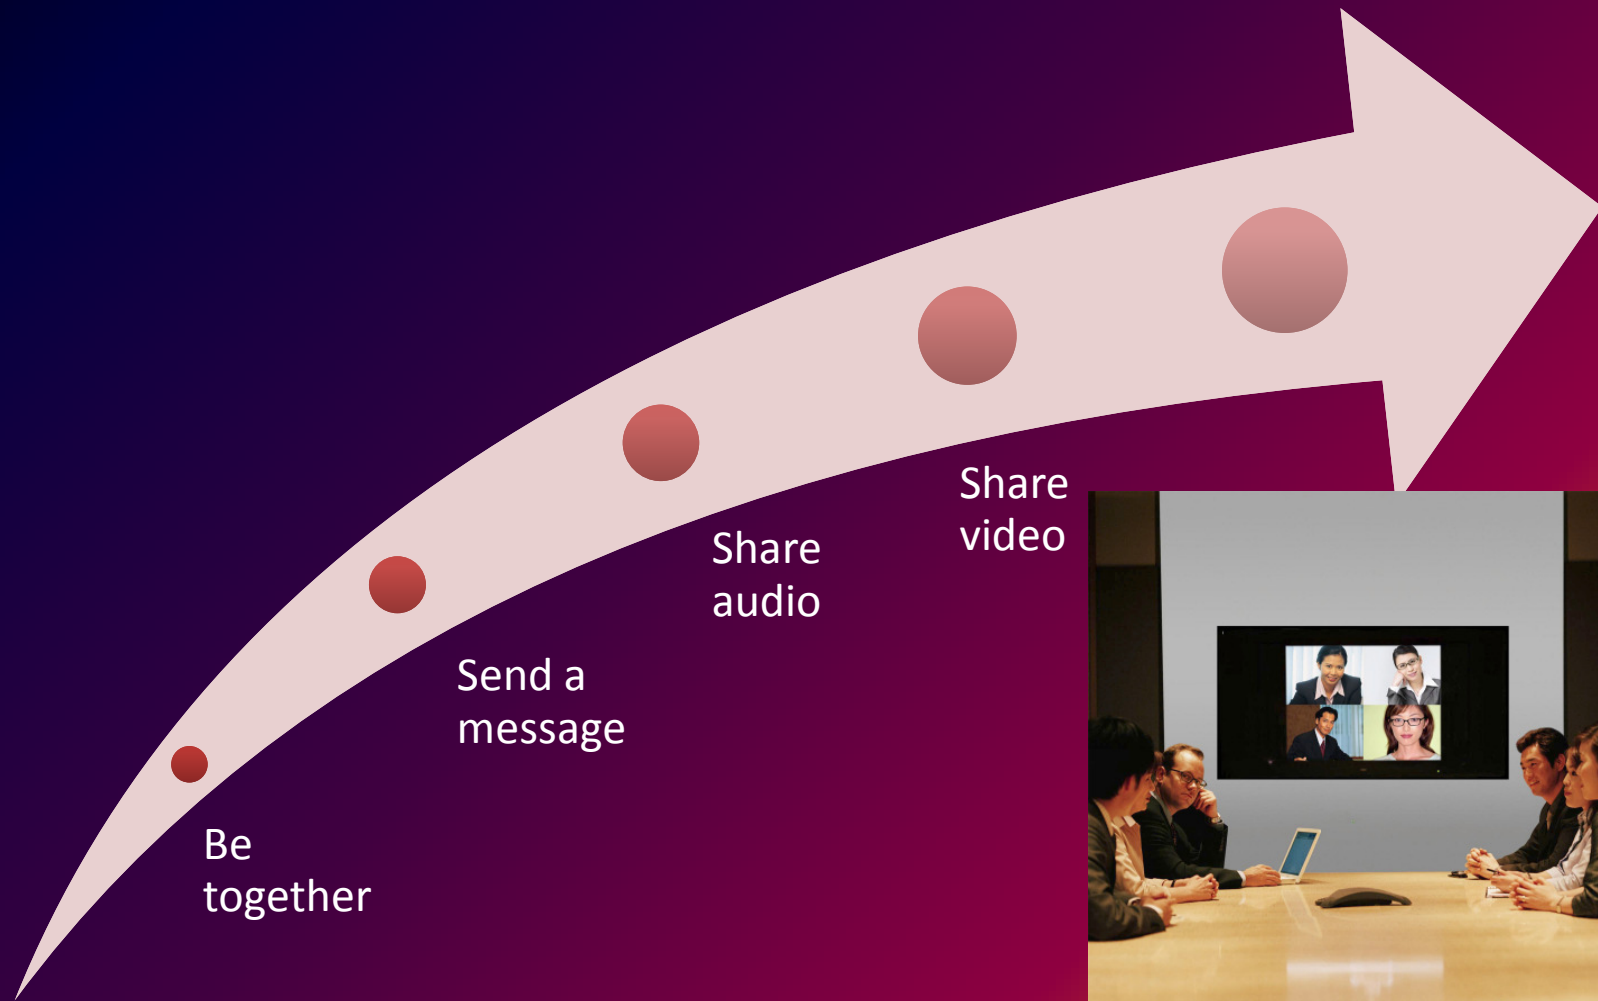 Be
together
Send a
message
Share
audio
Share
video